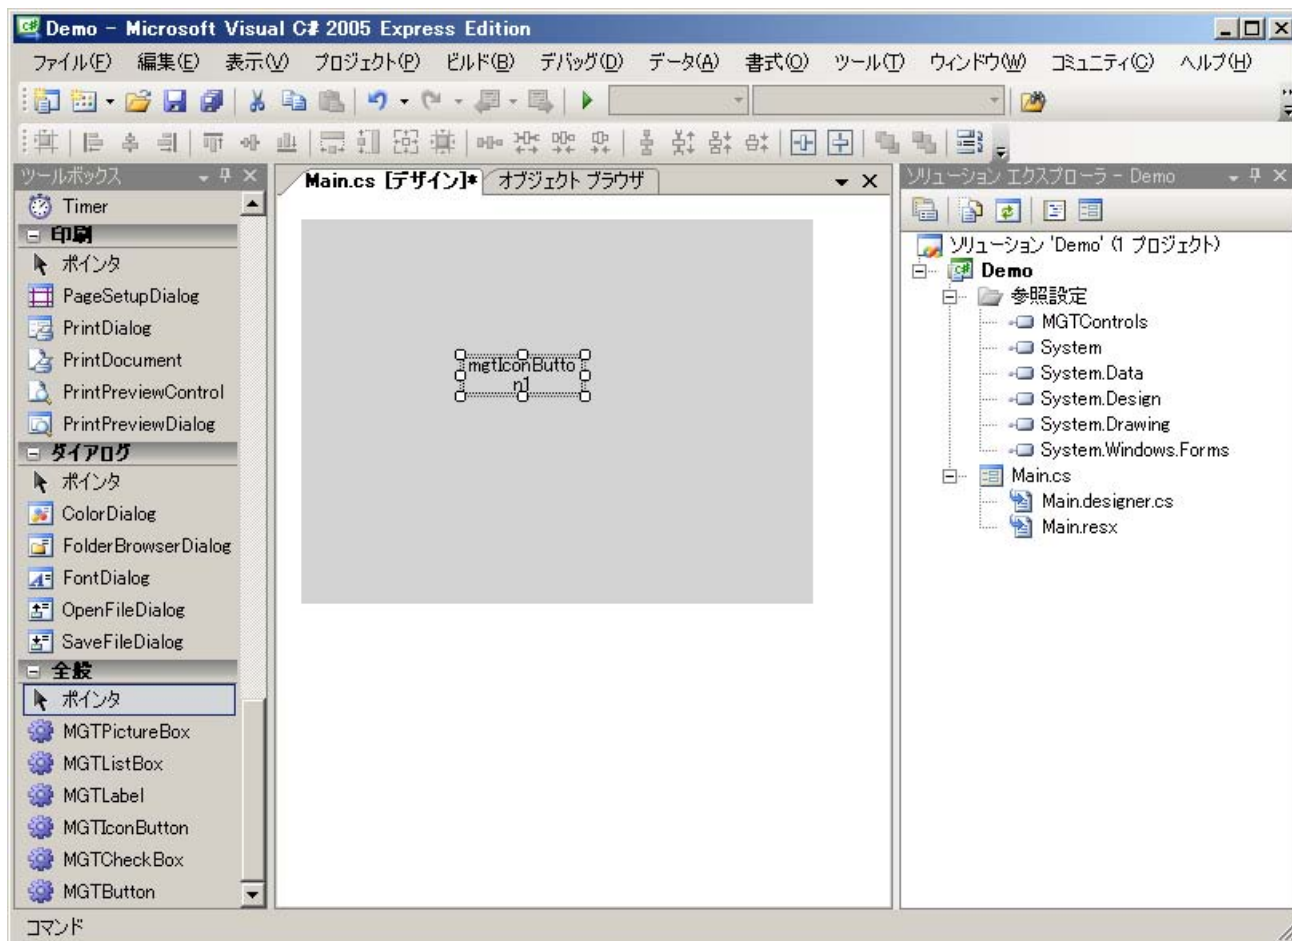 Demo - Microsoft Visual C# 2005 Express Edition
ファイル(F) 編集(E) 表示(V) プロジェクト(P) ビルド(B) デバッグ(D) データ(A) 書式(O) ツール(T) ウィンドウ(W) コミュニティ(C) ヘルプ(H)
ツールボックス
Timer
印刷
ポインタ
PageSetupDialog
PrintDialog
PrintDocument
PrintPreviewControl
PrintPreviewDialog
ダイアログ
ポインタ
ColorDialog
FolderBrowserDialog
FontDialog
OpenFileDialog
SaveFileDialog
全般
ポインタ
MGTPictureBox
MGTListBox
MGTLabel
MGTIconButton
MGTCheckBox
MGTButton
Main.cs [デザイン]* オブジェクト ブラウザ
mgtIconButto
n1
ソリューション エクスプローラ - Demo
ソリューション 'Demo' (1 プロジェクト)
Demo
参照設定
MGTControls
System
System.Data
System.Design
System.Drawing
System.Windows.Forms
Main.cs
Main.designer.cs
Main.resx
コマンド